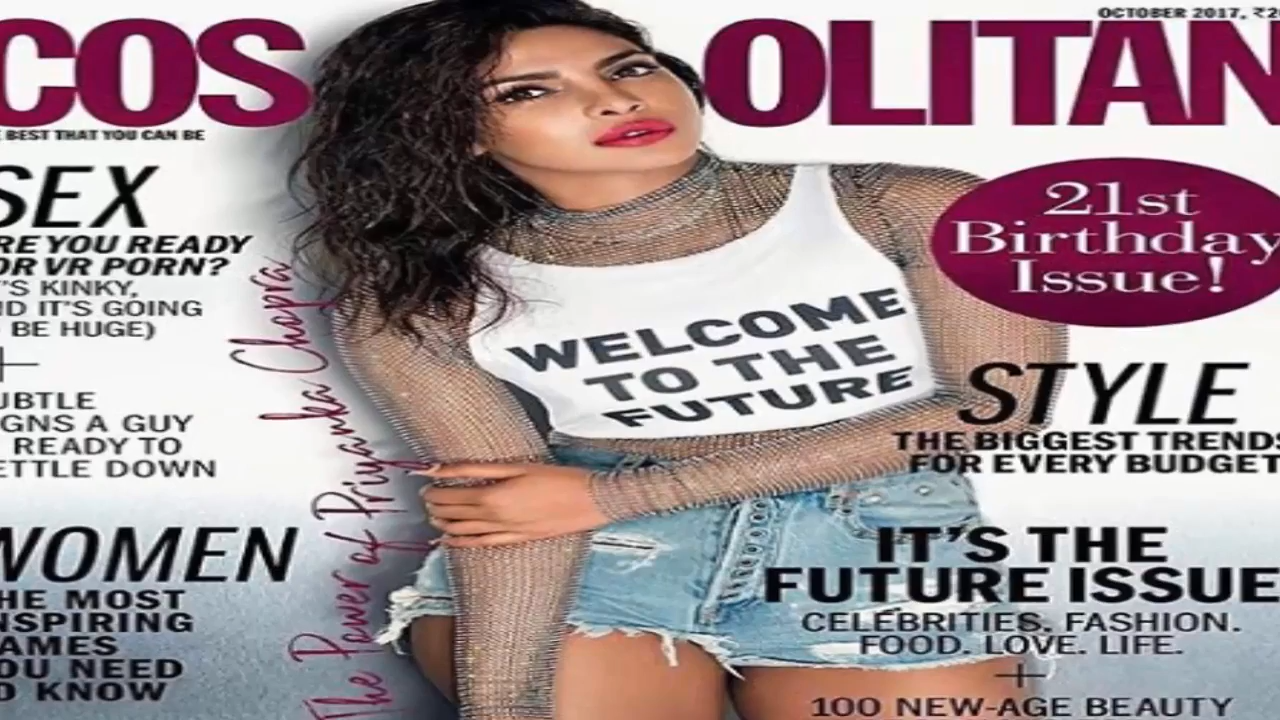 OCTOBER 2017, ₹2
COS OLITAN
BEST THAT YOU CAN BE
SEX
RE YOU READY
OR VR PORN?
'S KINKY,
D IT'S GOING
BE HUGE)
+
UBTLE
IGNS A GUY
READY TO
ETTLE DOWN
WOMEN
HE MOST
NSPIRING
AMES
OU NEED
O KNOW
The Power of Priyanka Chopra
WELCOME
TO THE
FUTURE
21st
Birthday
Issue!
STYLE
THE BIGGEST TRENDS
FOR EVERY BUDGET
IT'S THE
FUTURE ISSUE
CELEBRITIES. FASHION.
FOOD. LOVE. LIFE.
+
100 NEW-AGE BEAUTY